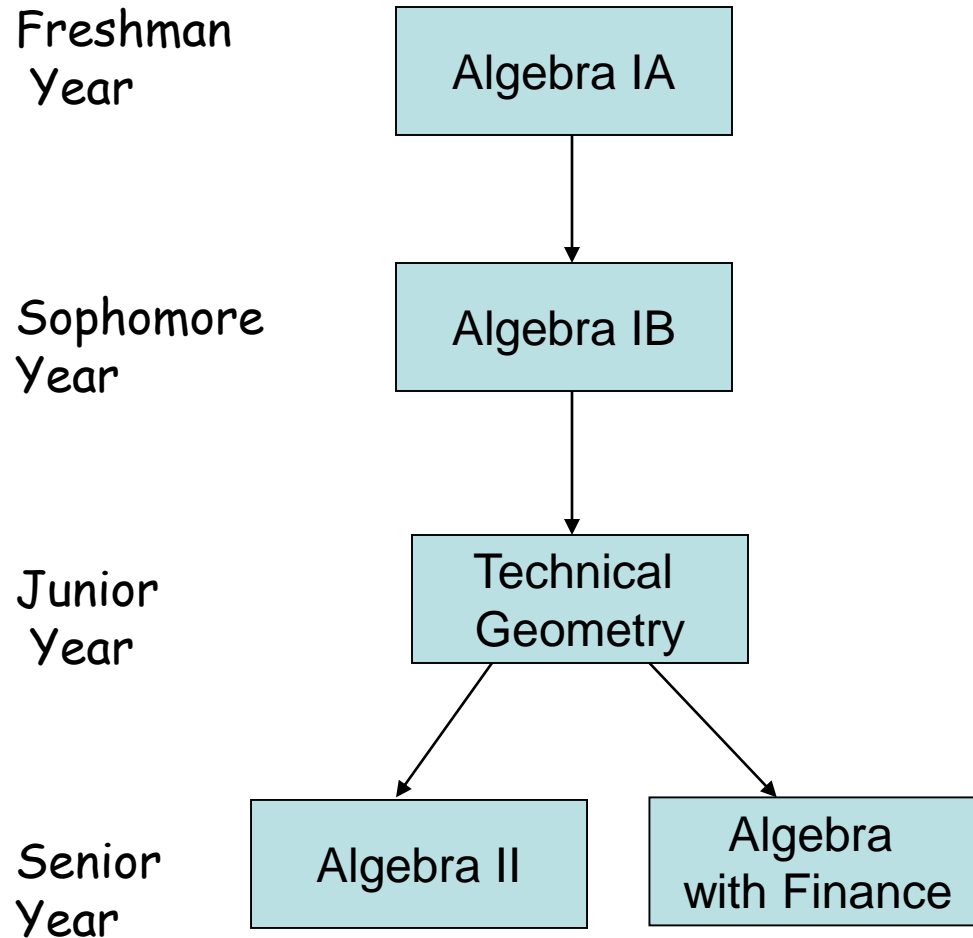 Freshman
Year
Algebra IA
Sophomore
Year
Algebra IB
Junior
Year
Technical
Geometry
Senior
Year
Algebra II
Algebra
with Finance